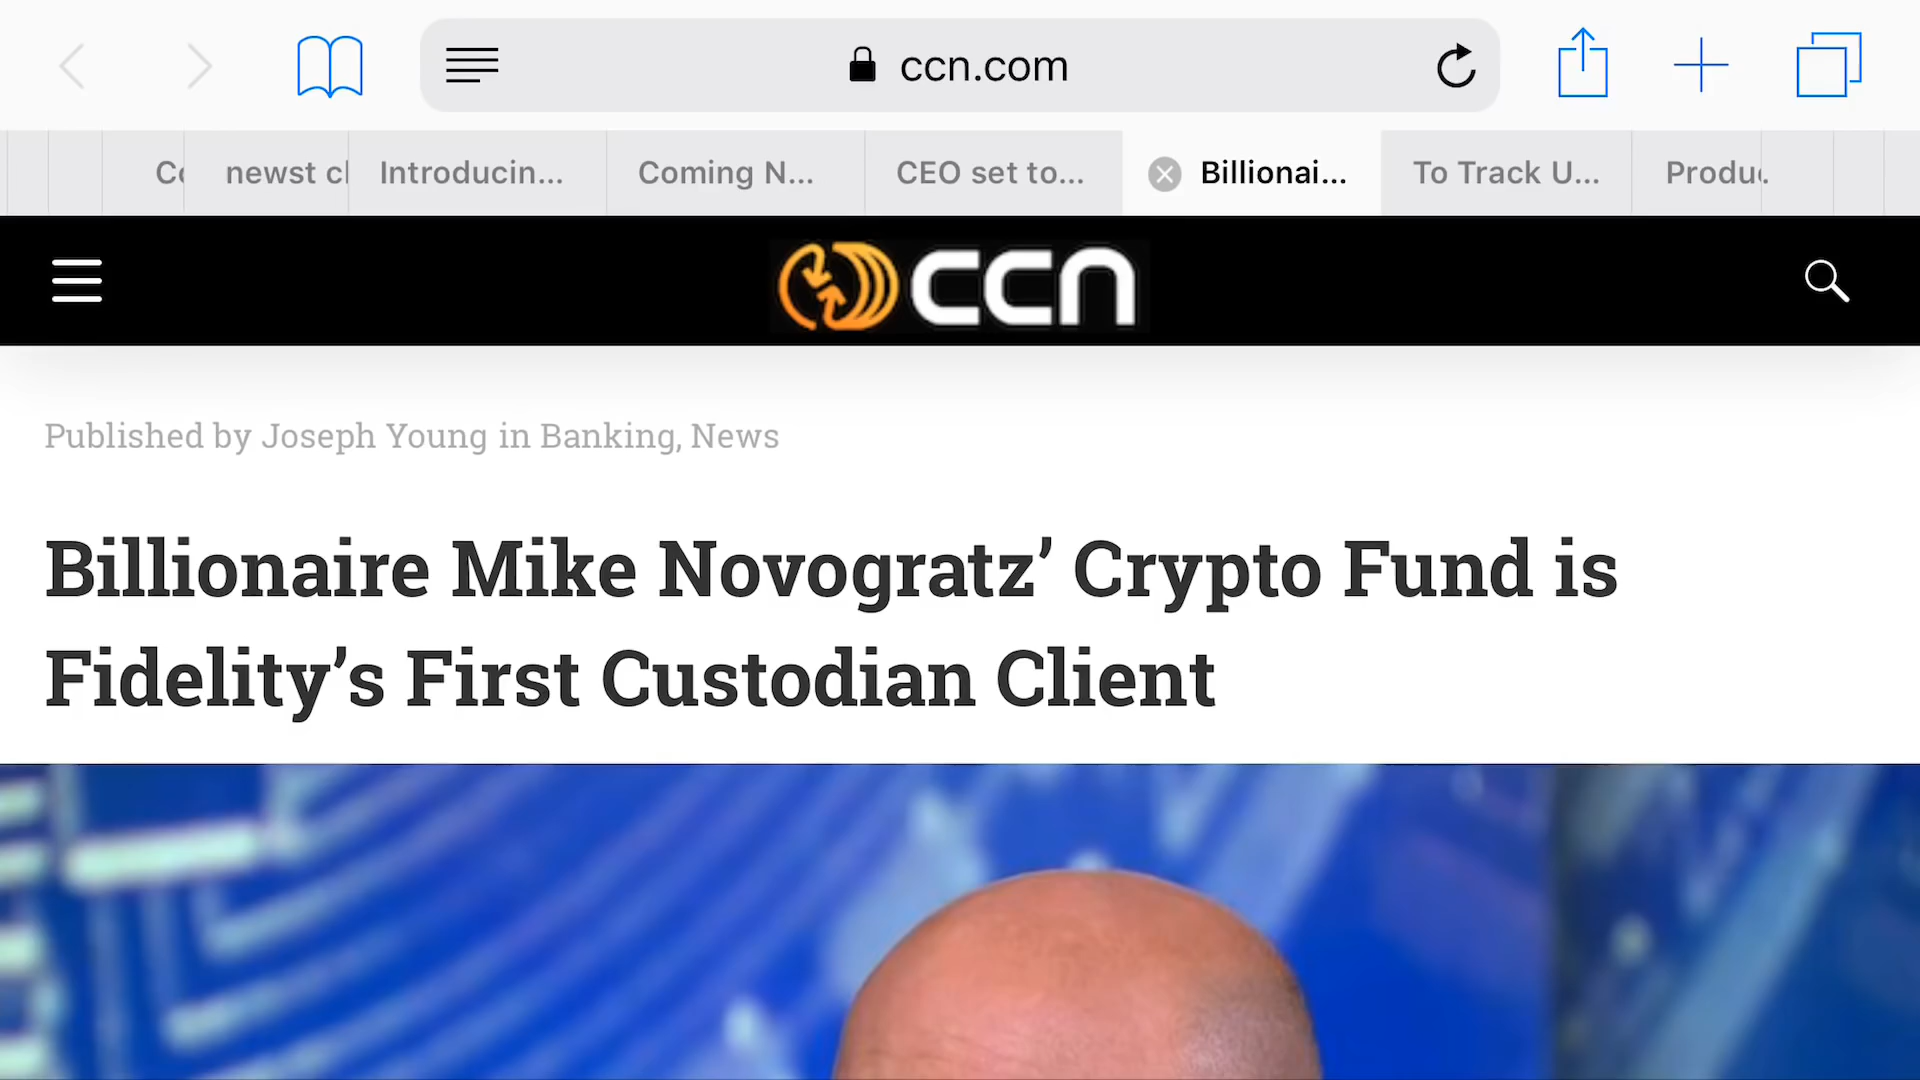 ccn.com
newst
Introducin...
Coming N...
CEO set to...
Billionai...
To Track U...
ccn
Published by Joseph Young in Banking, News
Billionaire Mike Novogratz’ Crypto Fund is
Fidelity’s First Custodian Client